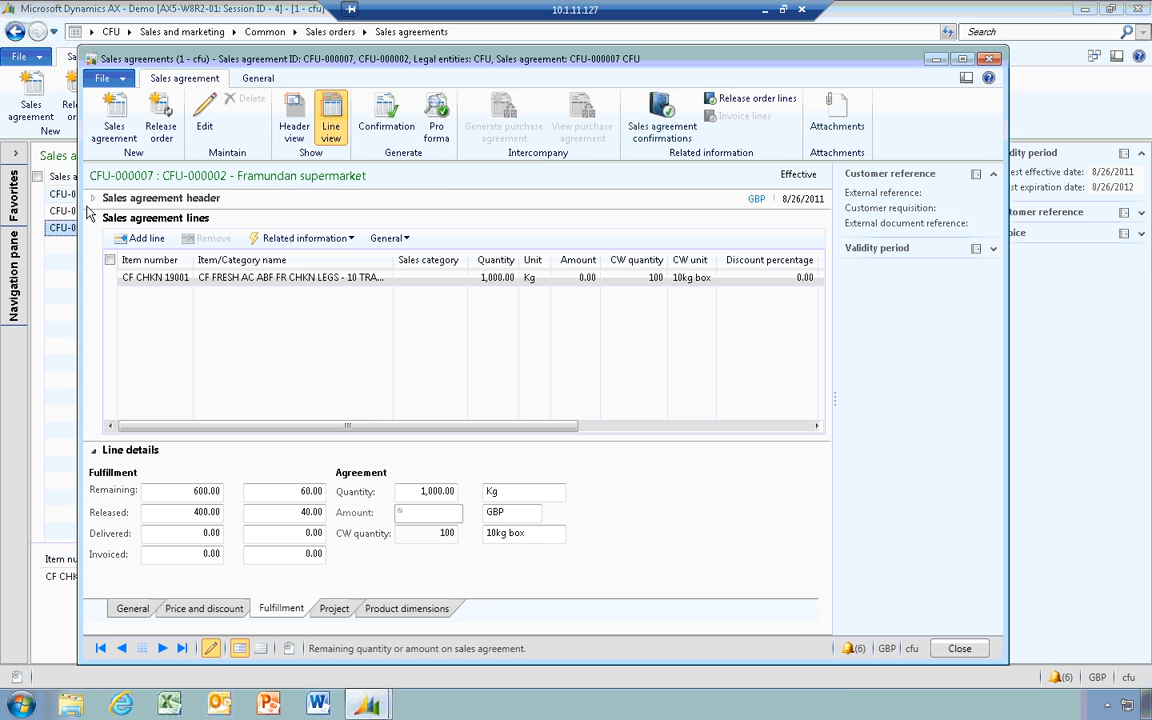 Microsoft Dynamics AX - Demo [AX5-W8R2-01: Session ID - 4] - [1 - cfu]
10.1.11.127
CFU
Sales and marketing
Common
Sales orders
Sales agreements
Search
File
Sales agreements (1 - cfu) - Sales agreement ID: CFU-000007, CFU-000002, Legal entities: CFU, Sales agreement: CFU-000007 CFU
File
Sales agreement
General
Sales agreement
New
Sales agreement
Release order
New
Edit
Delete
Maintain
Header view
Line view
Show
Confirmation
Pro forma
Generate
Generate purchase agreement
View purchase agreement
Intercompany
Sales agreement confirmations
Release order lines
Invoice lines
Related information
Attachments
Attachments
CFU-000007 : CFU-000002 - Framundan supermarket
Effective
Sales agreement header
GBP
8/26/2011
Sales agreement lines
Add line
Remove
Related information
General
Item number
Item/Category name
Sales category
Quantity
Unit
Amount
CW quantity
CW unit
Discount percentage
CF CHKN 19001
CF FRESH AC ABF FR CHKN LEGS - 10 TRA...
1,000.00
Kg
0.00
100
10kg box
0.00
Line details
Fulfillment
Agreement
Remaining:
600.00
60.00
Quantity:
1,000.00
Kg
Released:
400.00
40.00
Amount:
GBP
Delivered:
0.00
0.00
CW quantity:
100
10kg box
Invoiced:
0.00
0.00
General
Price and discount
Fulfillment
Project
Product dimensions
Remaining quantity or amount on sales agreement.
(6)
GBP
cfu
Close
Customer reference
External reference:
Customer requisition:
External document reference:
Validity period
8/26/2011
8/26/2012
Favorites
Navigation pane
CFU-0
CFU-0
CFU-0
Item nu
CF CHK
(6)
GBP
cfu